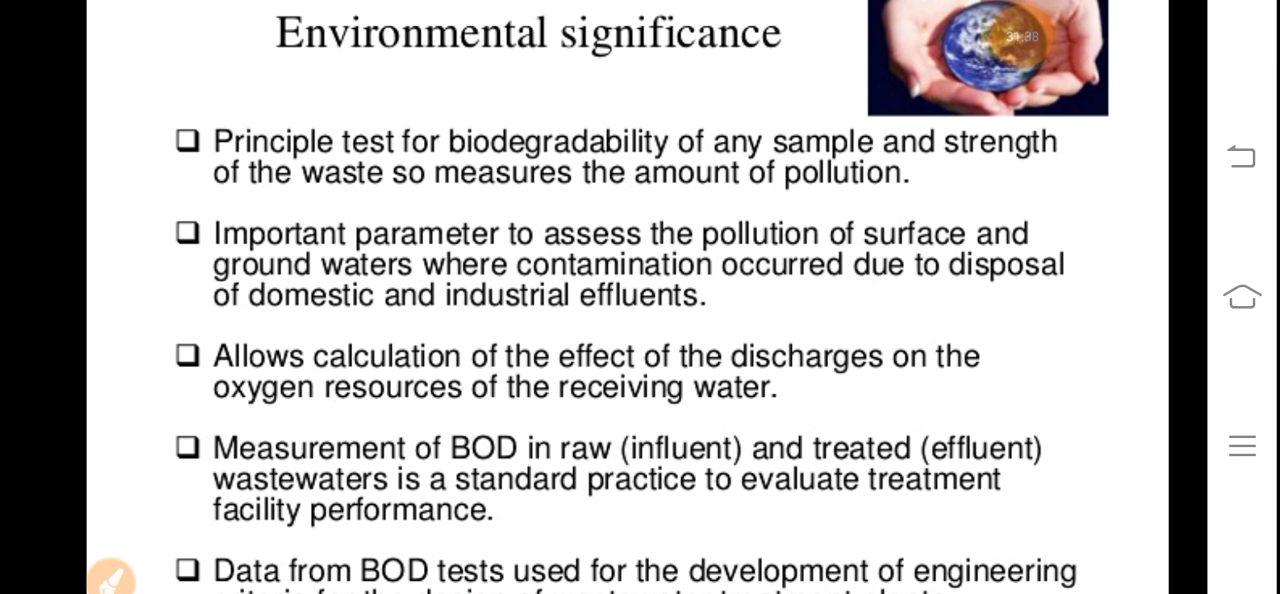 Environmental significance
31:38
Principle test for biodegradability of any sample and strength
of the waste so measures the amount of pollution.
Important parameter to assess the pollution of surface and
ground waters where contamination occurred due to disposal
of domestic and industrial effluents.
Allows calculation of the effect of the discharges on the
oxygen resources of the receiving water.
Measurement of BOD in raw (influent) and treated (effluent)
wastewaters is a standard practice to evaluate treatment
facility performance.
Data from BOD tests used for the development of engineering